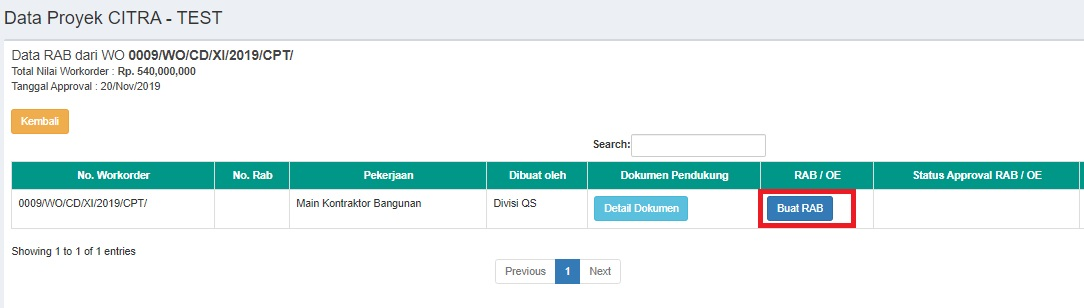 Data Proyek CITRA - TEST
Data RAB dari WO 0009/WO/CD/XI/2019/CPT/
Total Nilai Workorder : Rp. 540,000,000
Tanggal Approval : 20/Nov/2019
Kembali
Search:
No. Workorder No. Rab Pekerjaan Dibuat oleh Dokumen Pendukung RAB / OE Status Approval RAB / OE
0009/WO/CD/XI/2019/CPT/ Main Kontraktor Bangunan Divisi QS Detail Dokumen Buat RAB
Showing 1 to 1 of 1 entries
Previous 1 Next